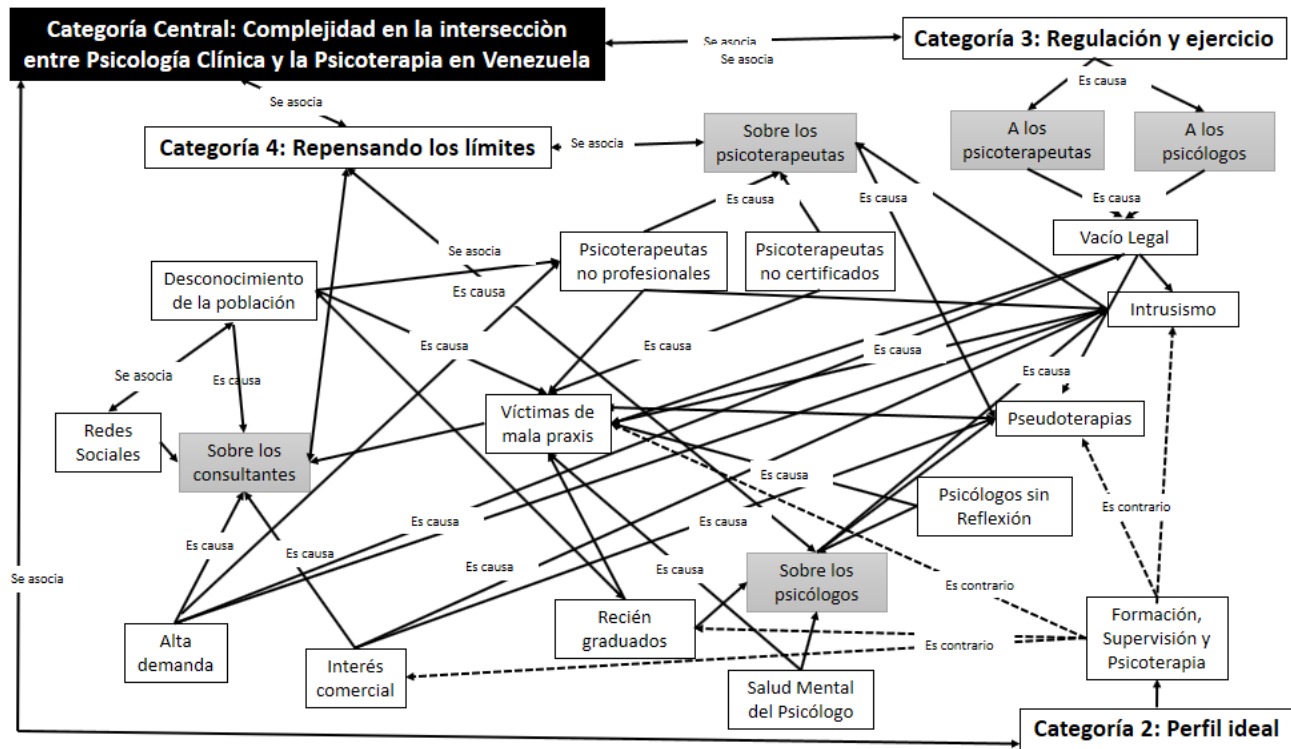 Categoría Central: Complejidad en la intersecciòn
entre Psicología Clínica y la Psicoterapia en Venezuela
Se asocia
Se asocia
Categoría 3: Regulación y ejercicio
Es causa
Es causa
Se asocia
Categoría 4: Repensando los límites
Se asocia
Sobre los
psicoterapeutas
A los
psicoterapeutas
A los
psicólogos
Es causa
Es causa
Es causa
Vacío Legal
Se asocia
Psicoterapeutas
no profesionales
Psicoterapeutas
no certificados
Desconocimiento
de la población
Es causa
Intrusismo
Es causa
Es causa
Es causa
Es causa
Se asocia
Es causa
Redes
Sociales
Sobre los
consultantes
Víctimas de
mala praxis
Pseudoterapias
Es causa
Psicólogos sin
Reflexión
Es contrario
Es causa
Es causa
Es causa
Es causa
Es causa
Se asocia
Sobre los
psicólogos
Es contrario
Alta
demanda
Interés
comercial
Recién
graduados
Es contrario
Formación,
Supervisión y
Psicoterapia
Salud Mental
del Psicólogo
Categoría 2: Perfil ideal